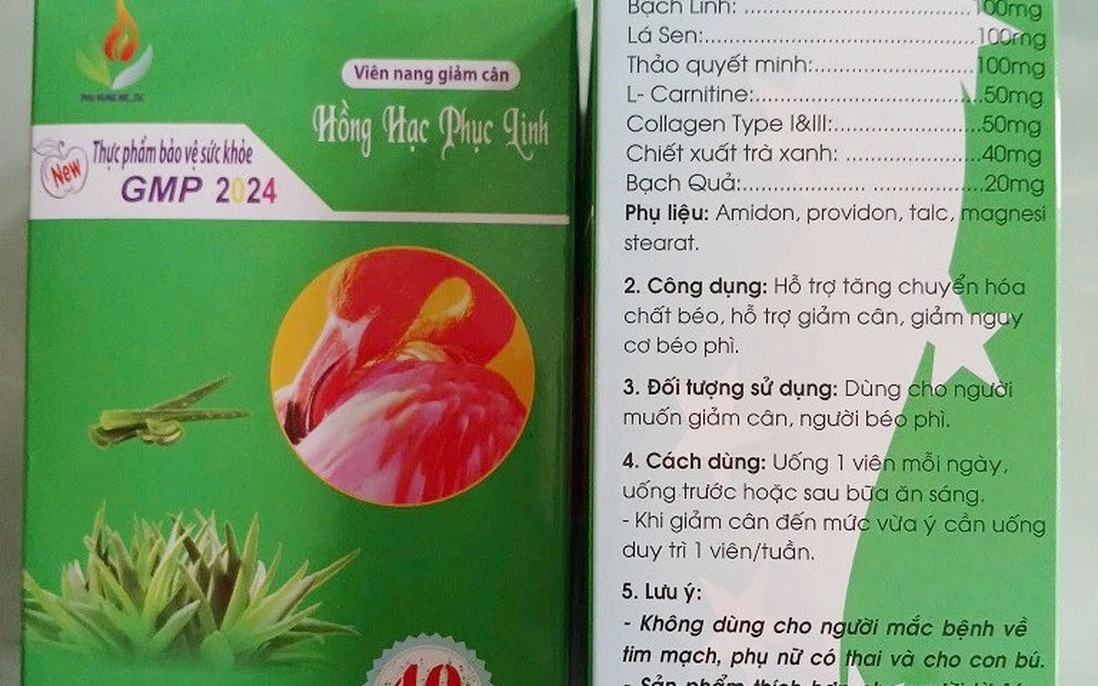 Viên nang giảm cân
Hồng Hạc Phục Linh
New
Thực phẩm bảo vệ sức khỏe
GMP 2024
Bạch Linh: ............................100mg
Lá Sen:..................................100mg
Thảo quyết minh:....................100mg
L- Carnitine:............................50mg
Collagen Type I&III:..................50mg
Chiết xuất trà xanh: .................40mg
Bạch Quả:................. ..............20mg
Phụ liệu: Amidon, providon, talc, magnesi
stearat.
2. Công dụng: Hỗ trợ tăng chuyển hóa
chất béo, hỗ trợ giảm cân, giảm nguy
cơ béo phì.
3. Đối tượng sử dụng: Dùng cho người
muốn giảm cân, người béo phì.
4. Cách dùng: Uống 1 viên mỗi ngày,
uống trước hoặc sau bữa ăn sáng.
- Khi giảm cân đến mức vừa ý cần uống
duy trì 1 viên/tuần.
5. Lưu ý:
- Không dùng cho người mắc bệnh về
tim mạch, phụ nữ có thai và cho con bú.
- Sản phẩm thích hợp